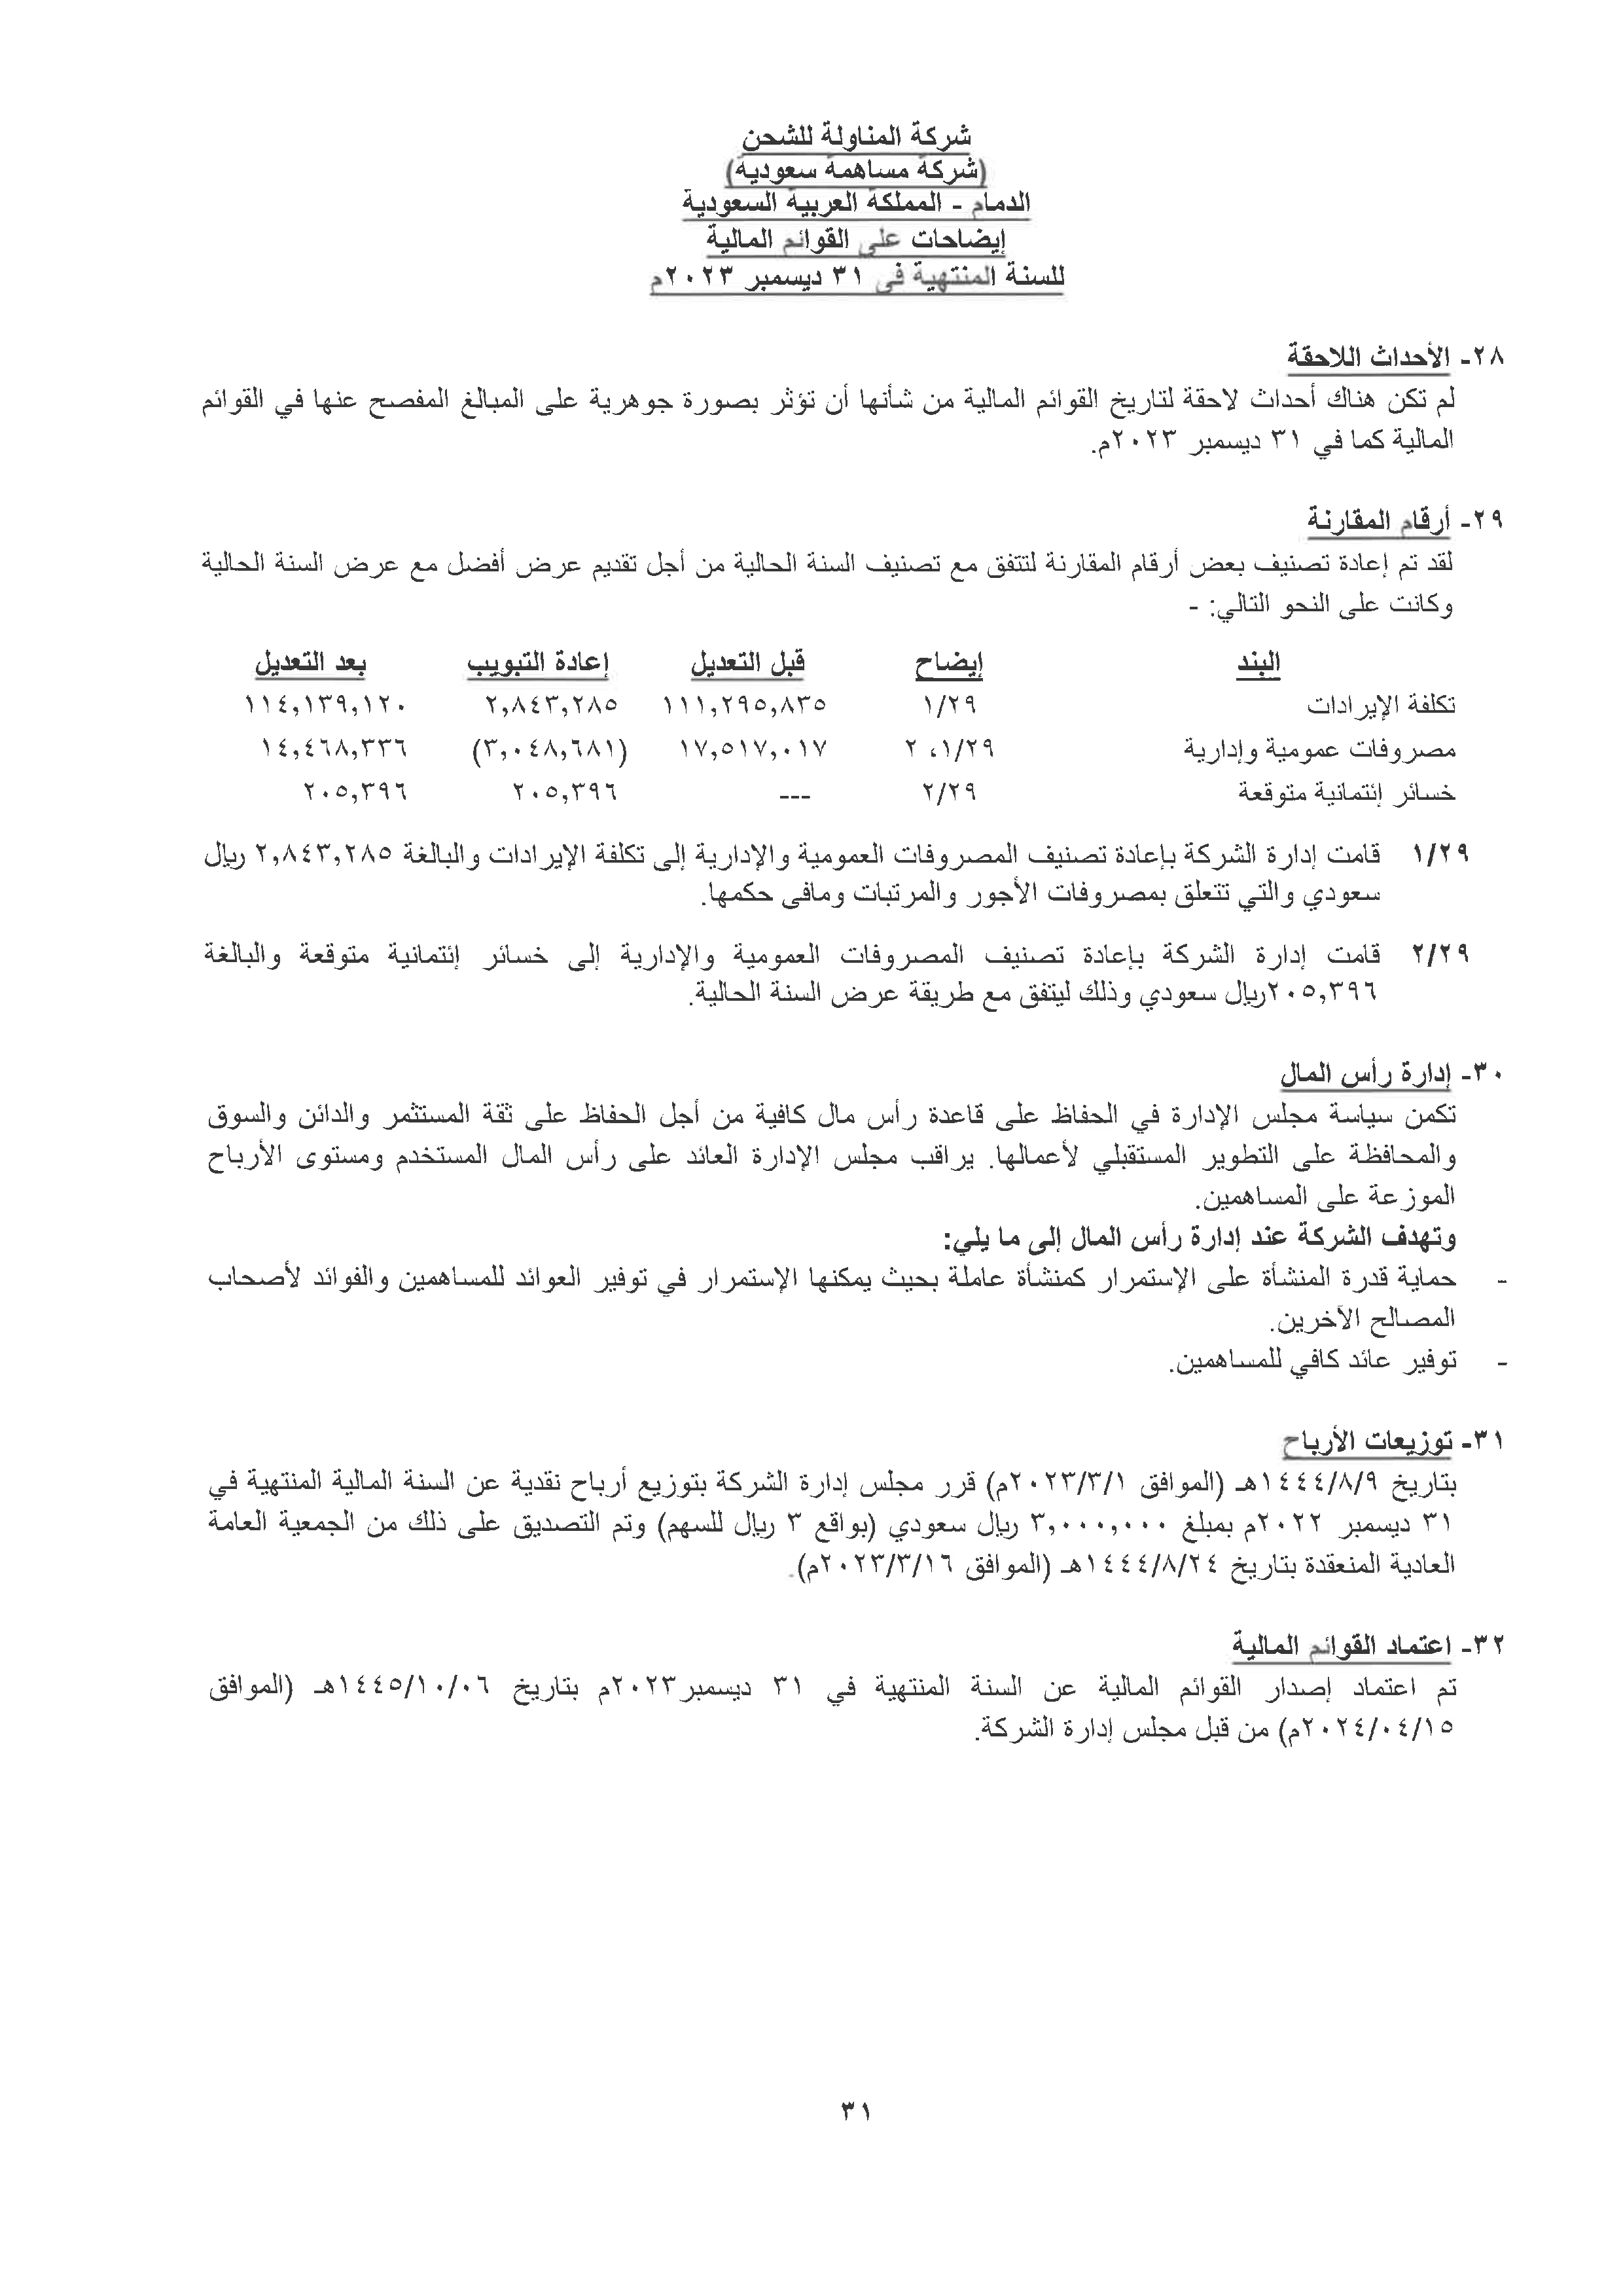 شركة المناولة للشحن
(شركة مساهمة سعودية)
الدمام - المملكة العربية السعودية
إيضاحات على القوائم المالية
للسنة المنتهية في ٣١ ديسمبر ٢٠٢٣م
٢٨- الأحداث اللاحقة
لم تكن هناك أحداث لاحقة لتاريخ القوائم المالية من شأنها أن تؤثر بصورة جوهرية على المبالغ المفصح عنها في القوائم
المالية كما في ٣١ ديسمبر ٢٠٢٣م.
٢٩- أرقام المقارنة
لقد تم إعادة تصنيف بعض أرقام المقارنة لتتفق مع تصنيف السنة الحالية من أجل تقديم عرض أفضل مع عرض السنة الحالية
وكانت على النحو التالي: -
البند إيضاح قبل التعديل إعادة التبويب بعد التعديل
تكلفة الإيرادات ١/٢٩ ١١١,٢٩٥,٨٣٥ ٢,٨٤٣,٢٨٥ ١١٤,١٣٩,١٢٠
مصروفات عمومية وإدارية ١/٢٩، ٢ ١٧,٥١٧,٠١٧ (٣,٠٤٨,٦٨١) ١٤,٤٦٨,٣٣٦
خسائر إئتمانية متوقعة ٢/٢٩ --- ٢٠٥,٣٩٦ ٢٠٥,٣٩٦
١/٢٩ قامت إدارة الشركة بإعادة تصنيف المصروفات العمومية والإدارية إلى تكلفة الإيرادات والبالغة ٢,٨٤٣,٢٨٥ ريال
سعودي والتي تتعلق بمصروفات الأجور والمرتبات ومافى حكمها.
٢/٢٩ قامت إدارة الشركة بإعادة تصنيف المصروفات العمومية والإدارية إلى خسائر إئتمانية متوقعة والبالغة
٢٠٥,٣٩٦ريال سعودي وذلك ليتفق مع طريقة عرض السنة الحالية.
٣٠- إدارة رأس المال
تكمن سياسة مجلس الإدارة في الحفاظ على قاعدة رأس مال كافية من أجل الحفاظ على ثقة المستثمر والدائن والسوق
والمحافظة على التطوير المستقبلي لأعمالها. يراقب مجلس الإدارة العائد على رأس المال المستخدم ومستوى الأرباح
الموزعة على المساهمين.
وتهدف الشركة عند إدارة رأس المال إلى ما يلي:
- حماية قدرة المنشأة على الإستمرار كمنشأة عاملة بحيث يمكنها الإستمرار في توفير العوائد للمساهمين والفوائد لأصحاب
المصالح الآخرين.
- توفير عائد كافي للمساهمين.
٣١- توزيعات الأرباح
بتاريخ ١٤٤٤/٨/٩هـ (الموافق ٢٠٢٣/٣/١م) قرر مجلس إدارة الشركة بتوزيع أرباح نقدية عن السنة المالية المنتهية في
٣١ ديسمبر ٢٠٢٢م بمبلغ ٣,٠٠٠,٠٠٠ ريال سعودي (بواقع ٣ ريال للسهم) وتم التصديق على ذلك من الجمعية العامة
العادية المنعقدة بتاريخ ١٤٤٤/٨/٢٤هـ (الموافق ٢٠٢٣/٣/١٦م).
٣٢- اعتماد القوائم المالية
تم اعتماد إصدار القوائم المالية عن السنة المنتهية في ٣١ ديسمبر٢٠٢٣م بتاريخ ١٤٤٥/١٠/٠٦هـ (الموافق
٢٠٢٤/٠٤/١٥م) من قبل مجلس إدارة الشركة.
٣١